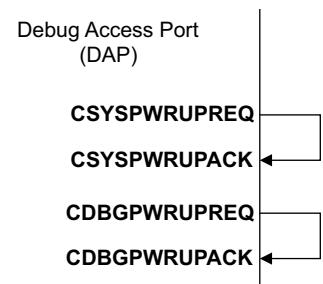 Debug Access Port
(DAP)
CSYSPWRUPREQ
CSYSPWRUPACK
CDBGPWRUPREQ
CDBGPWRUPACK